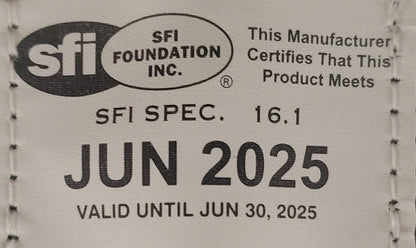 sfi
SFI
FOUNDATION
INC.
®
This Manufacturer
Certifies That This
Product Meets
SFI SPEC. 16.1
JUN 2025
VALID UNTIL JUN 30, 2025